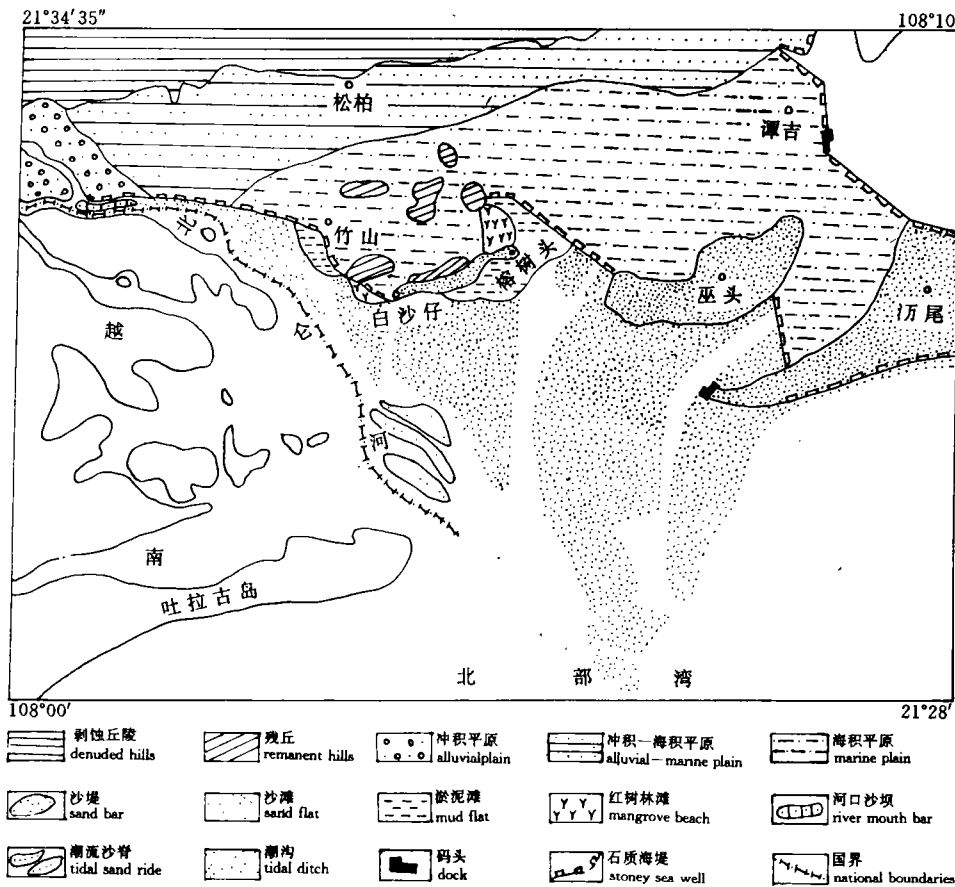 21°34′35″
108°10
松柏
谭吉
北
竹山
榕树头
巫头
沥尾
白沙仔
越
仑
河
南
吐拉古岛
北部湾
108°00′
21°28′
剥蚀丘陵
denuded hills
残丘
remanent hills
冲积平原
alluvialplain
冲积—海积平原
alluvial—marine plain
海积平原
marine plain
沙堤
sand bar
沙滩
sand flat
淤泥滩
mud flat
红树林滩
mangrove beach
河口沙坝
river mouth bar
潮流沙脊
tidal sand ride
潮沟
tidal ditch
码头
dock
石质海堤
stoney sea well
国界
national boundaries